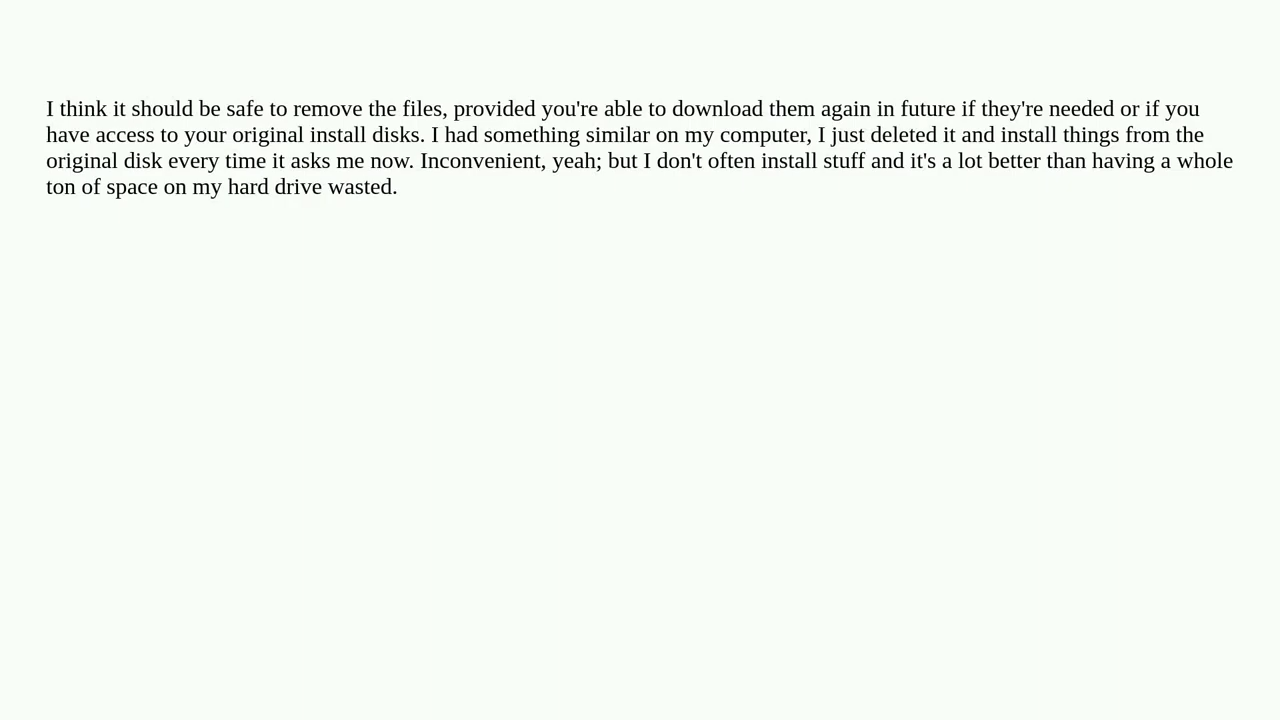 I think it should be safe to remove the files, provided you're able to download them again in future if they're needed or if you
have access to your original install disks. I had something similar on my computer, I just deleted it and install things from the
original disk every time it asks me now. Inconvenient, yeah; but I don't often install stuff and it's a lot better than having a whole
ton of space on my hard drive wasted.